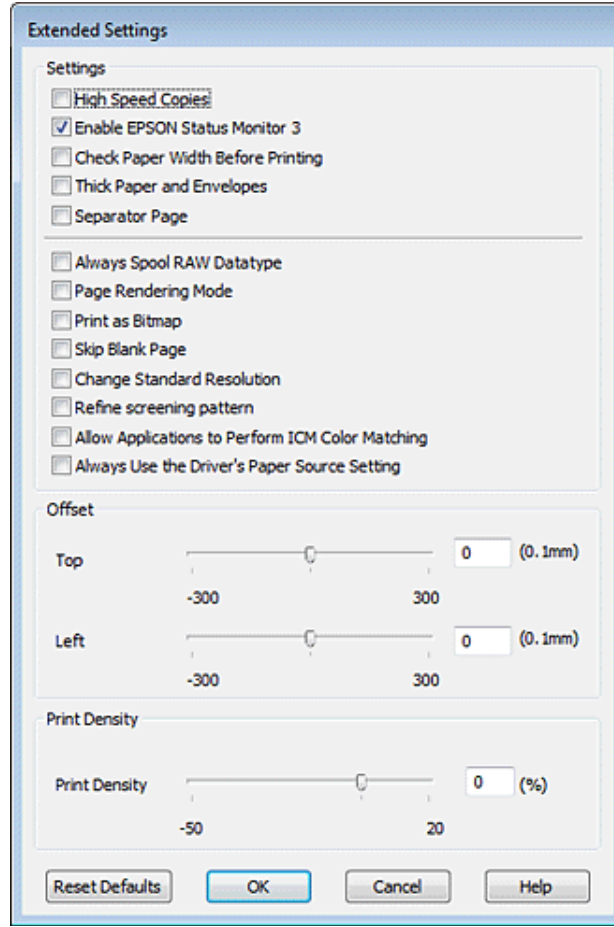 Extended Settings
Settings
High Speed Copies
Enable EPSON Status Monitor 3
Check Paper Width Before Printing
Thick Paper and Envelopes
Separator Page
Always Spool RAW Datatype
Page Rendering Mode
Print as Bitmap
Skip Blank Page
Change Standard Resolution
Refine screening pattern
Allow Applications to Perform ICM Color Matching
Always Use the Driver's Paper Source Setting
Offset
Top 0 (0.1mm)
-300 300
Left 0 (0.1mm)
-300 300
Print Density
Print Density 0 (%)
-50 20
Reset Defaults OK Cancel Help